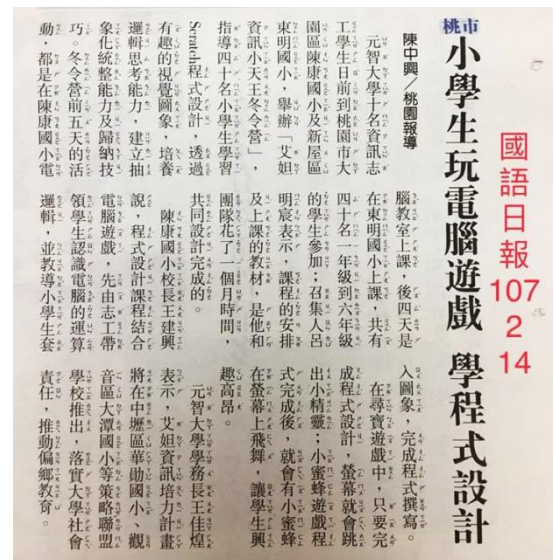 國語日報
107
2
14
桃市
小學生玩電腦遊戲 學程式設計
陳中興╱桃園報導
元智大學十名資訊志
工學生日前到桃園市大
園區陳康國小及新屋區
東明國小,舉辦「艾妲
資訊小天王冬令營」,
指導四十名小學生學習
Scratch程式設計,透過
有趣的視覺圖象,培養
邏輯思考能力,建立抽
象化統整能力及歸納技
巧。冬令營前五天的活
動,都是在陳康國小電
腦教室上課,後四天是
在東明國小上課,共有
四十名一年級到六年級
的學生參加;召集人呂
明宸表示,課程的安排
及上課的教材,是他和
團隊花了一個月時間,
共同設計完成的。
陳康國小校長王建興
說,程式設計課程結合
電腦遊戲,先由志工帶
領學生認識電腦的運算
邏輯,並教導小學生套
入圖象,完成程式撰寫。
在尋寶遊戲中,只要完
成程式設計,螢幕就會跳
出小精靈;小蜜蜂遊戲程
式完成後,就會有小蜜蜂
在螢幕上飛舞,讓學生興
趣高昂。
元智大學學務長王佳煌
表示,艾妲資訊培力計畫
將在中壢區華勛國小、觀
音區大潭國小等策略聯盟
學校推出,落實大學社會
責任,推動偏鄉教育。